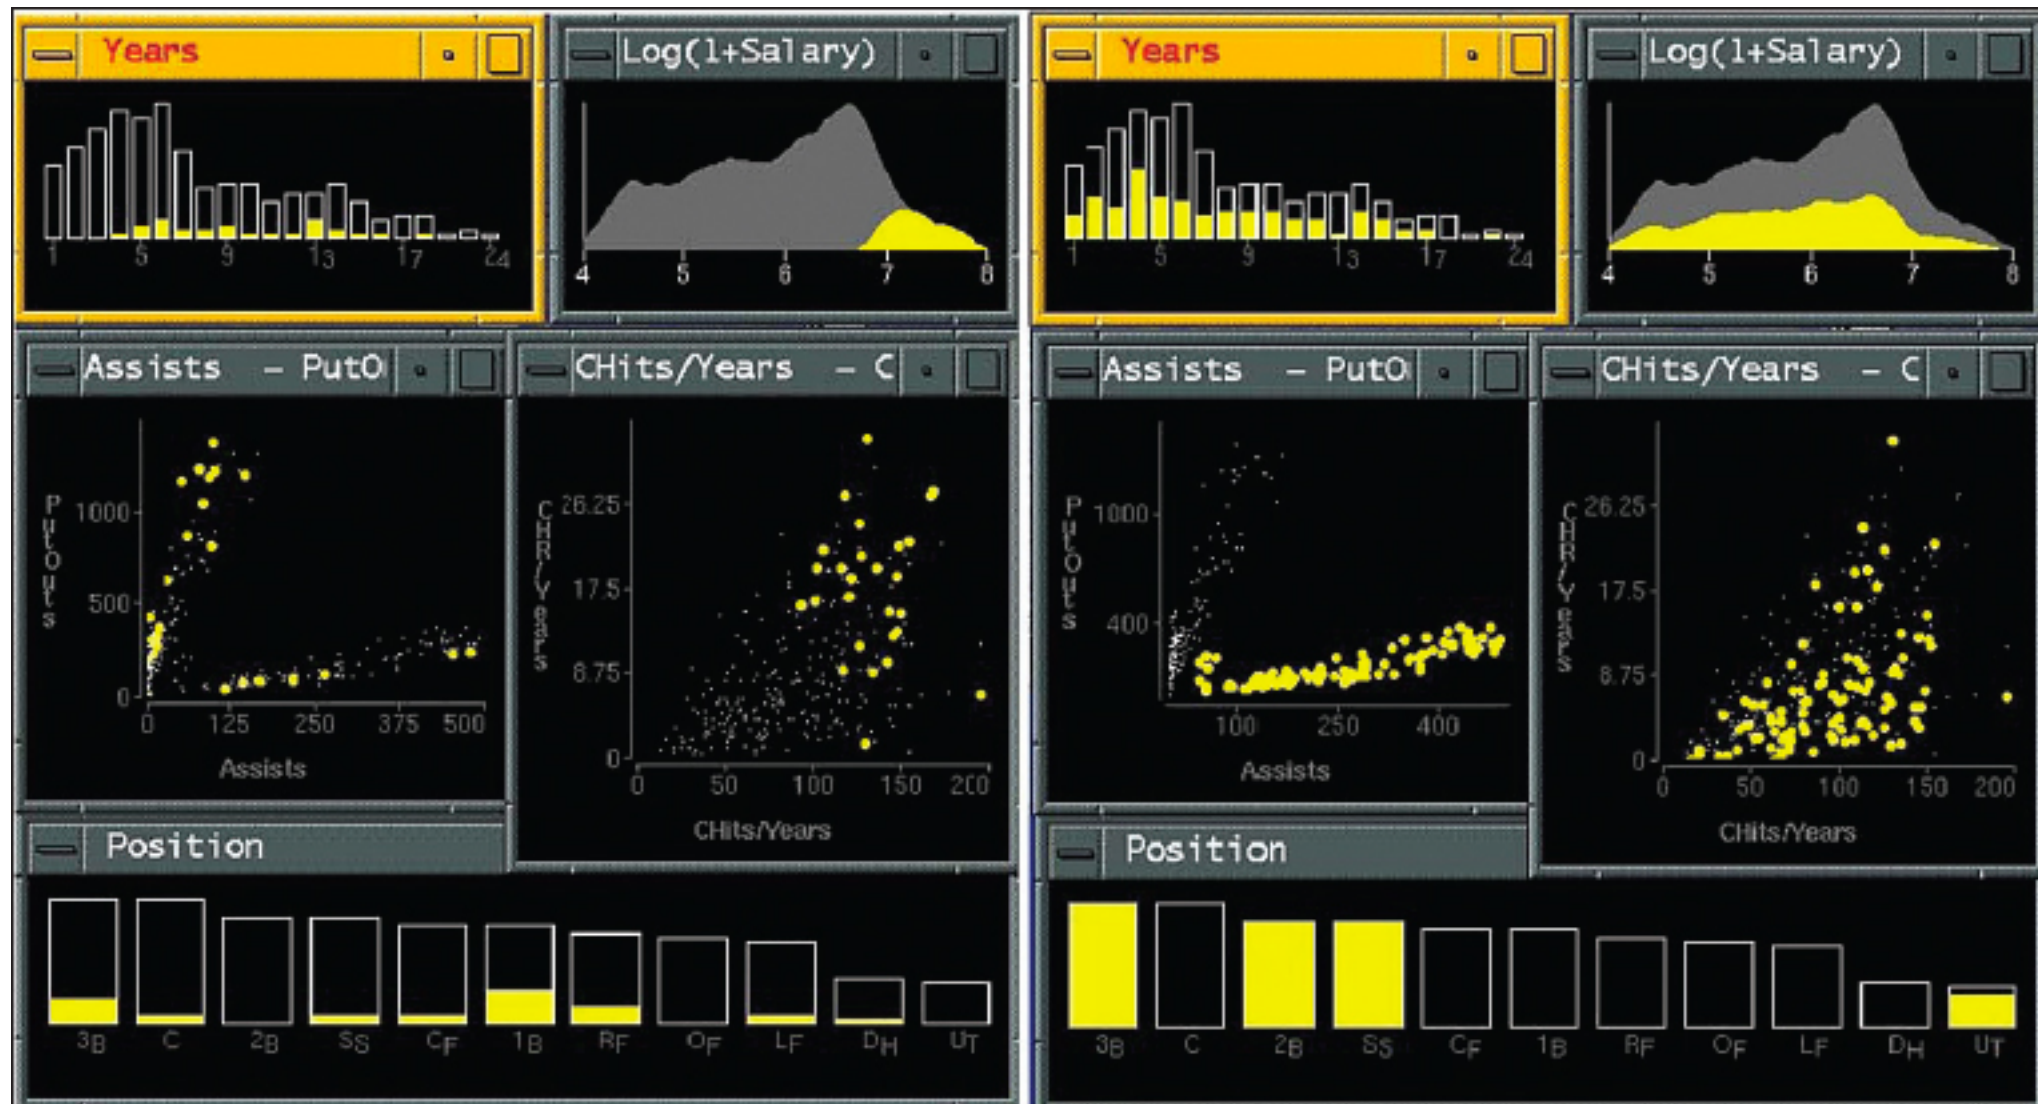 Years
Log(1+Salary)
1 5 9 13 17 24
4 5 6 7 8
Assists – PutO
CHits/Years – C
PutOuts
1000
500
0
0 125 250 375 500
Assists
26.25
17.5
8.75
0
0 50 100 150 200
CHits/Years
Position
3B C 2B SS CF 1B RF OF LF DH UT
Years
Log(1+Salary)
1 5 9 13 17 24
4 5 6 7 8
Assists – PutO
CHits/Years – C
PutOuts
1000
400
100 250 400
Assists
26.25
17.5
8.75
0
0 50 100 150 200
CHits/Years
Position
3B C 2B SS CF 1B RF OF LF DH UT